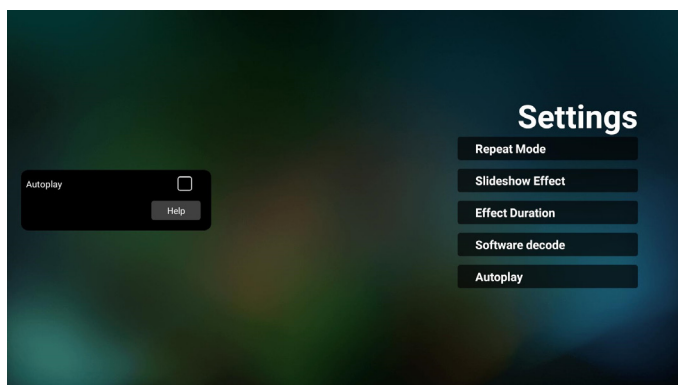 Settings
Repeat Mode
Slideshow Effect
Effect Duration
Software decode
Autoplay
Autoplay
Help